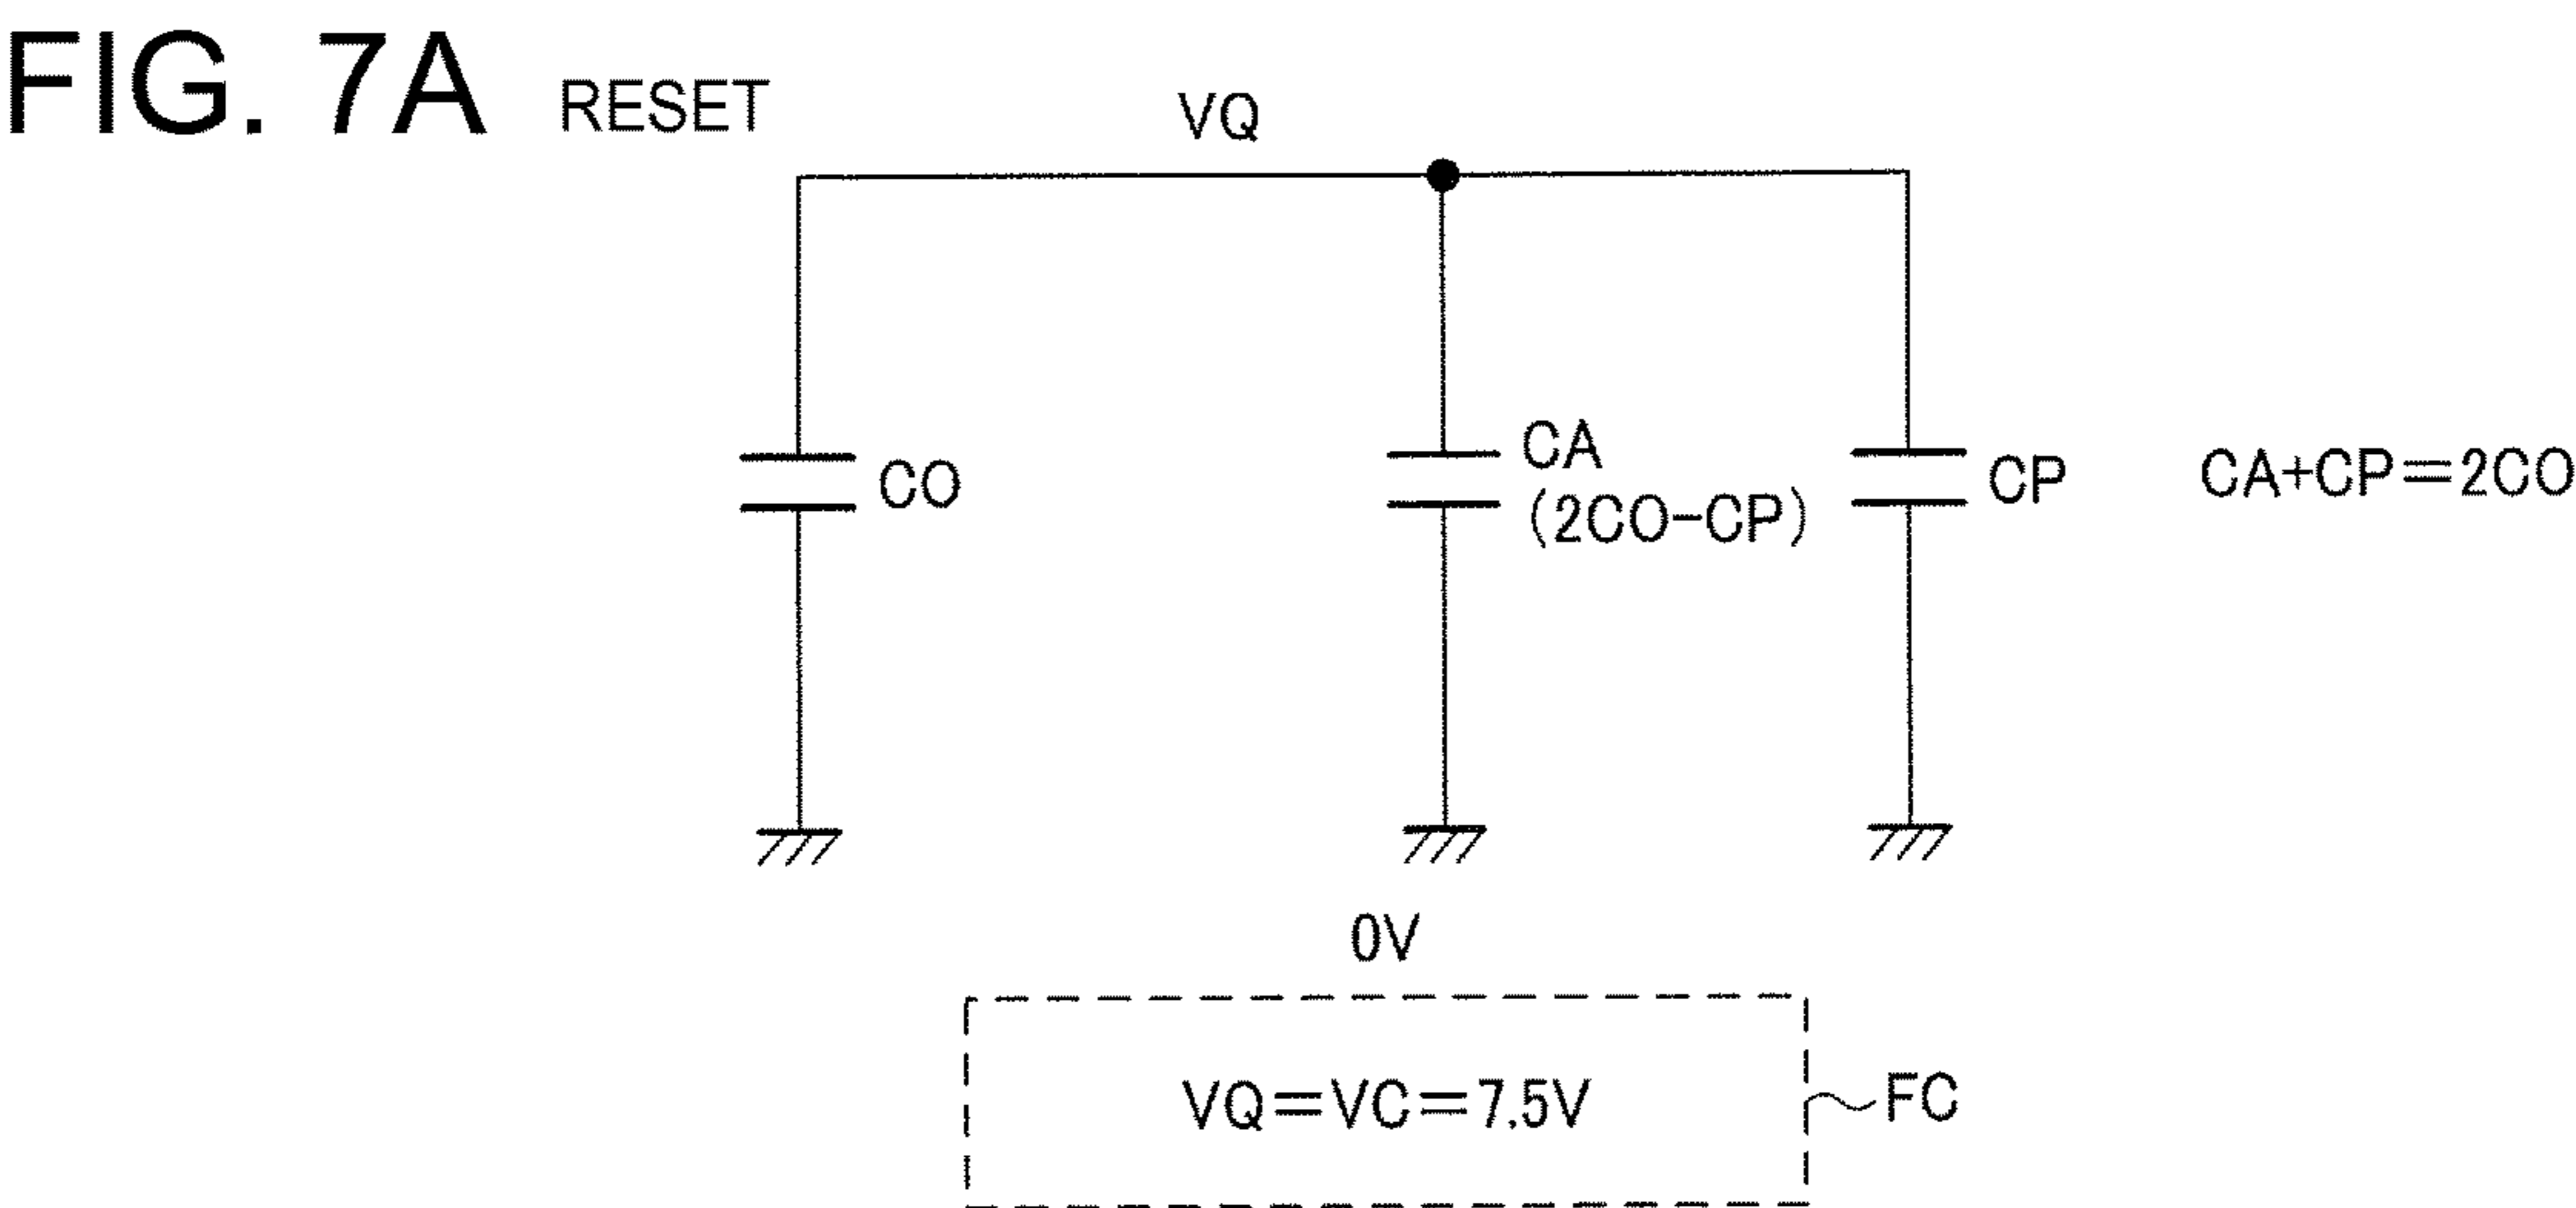 FIG. 7A RESET
VQ
CO
CA
(2CO-CP)
CP
CA+CP=2CO
0V
VQ=VC=7.5V
FC